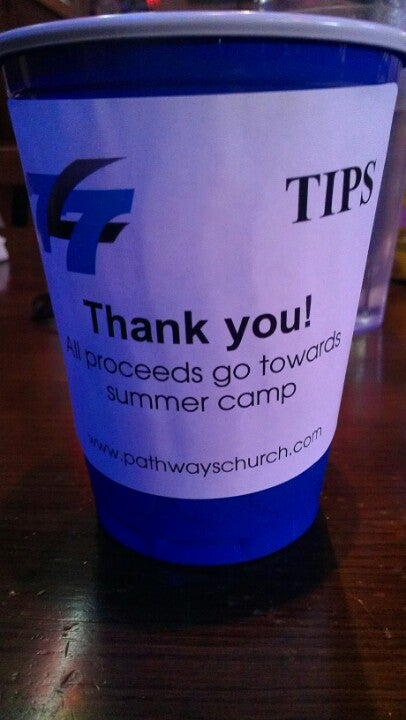 TIPS
Thank you!
All proceeds go towards
summer camp
www.pathwayschurch.com